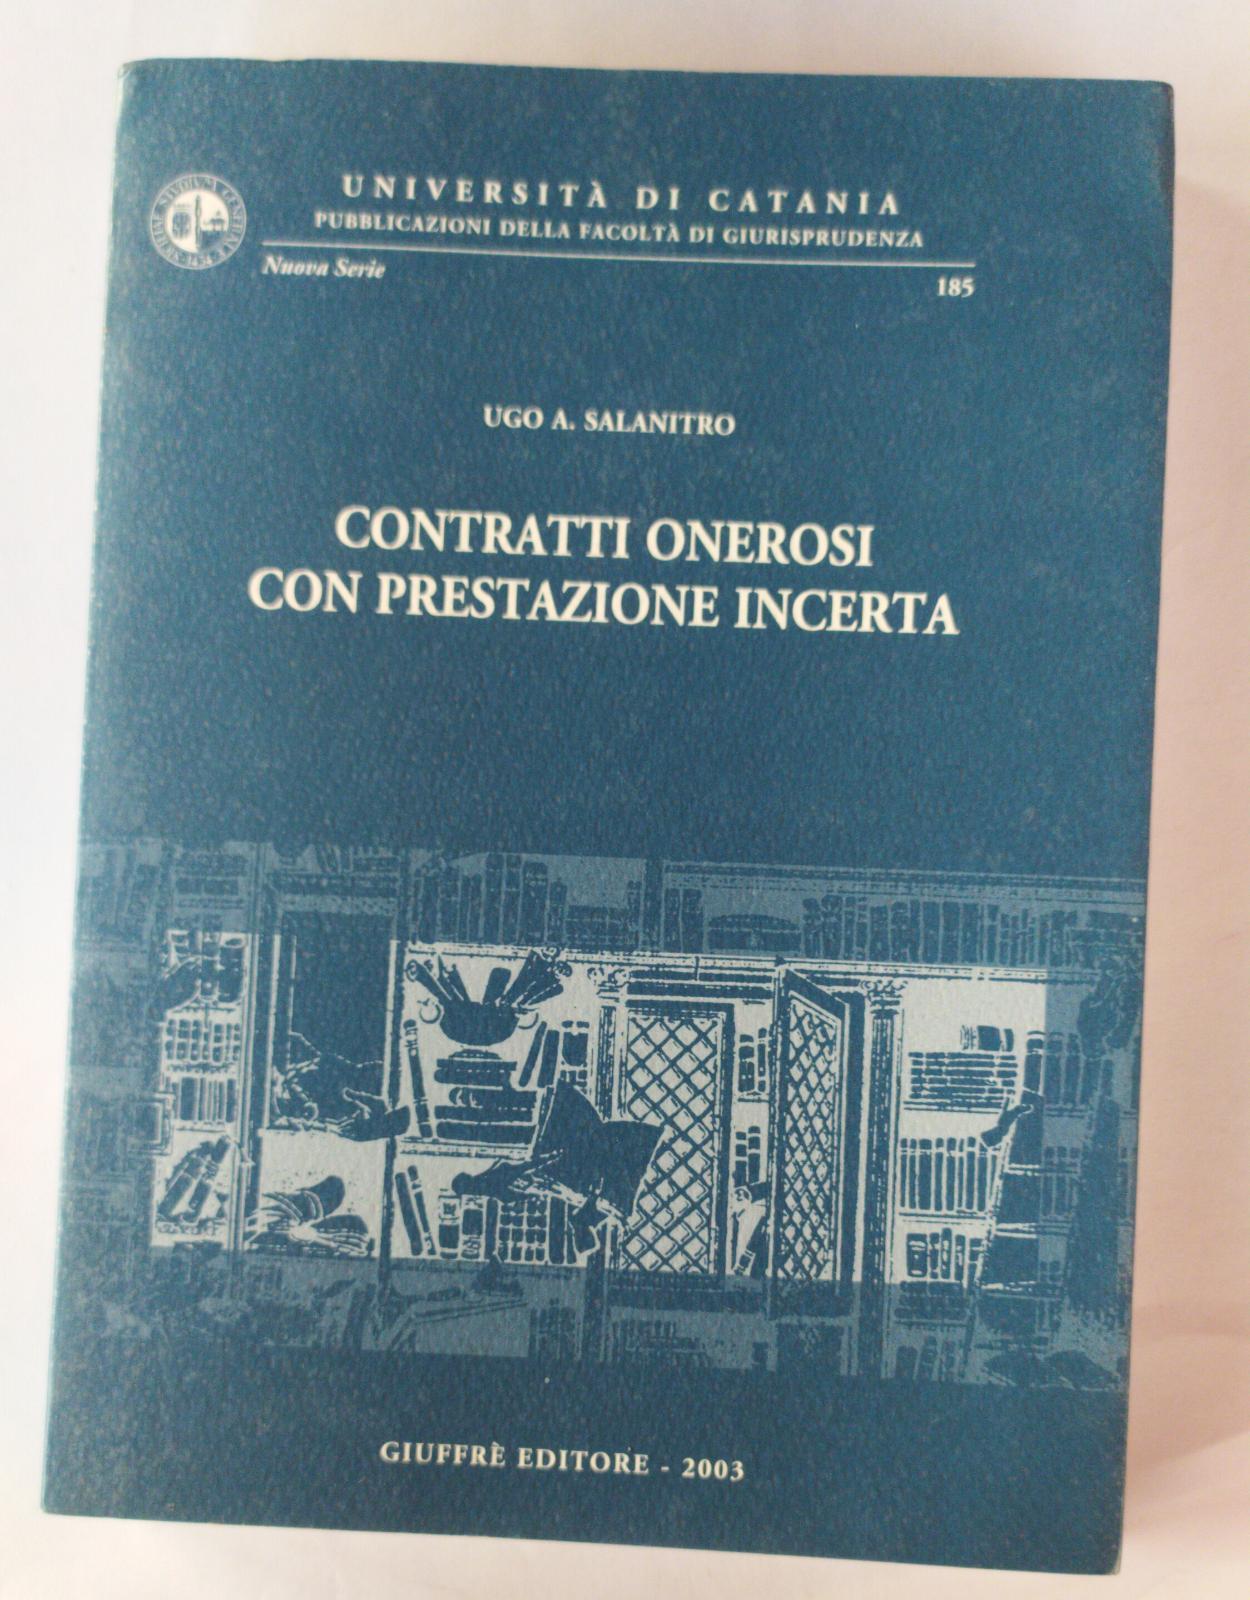 UNIVERSITÀ DI CATANIA
PUBBLICAZIONI DELLA FACOLTÀ DI GIURISPRUDENZA
Nuova Serie
185
UGO A. SALANITRO
CONTRATTI ONEROSI
CON PRESTAZIONE INCERTA
GIUFFRÈ EDITORE - 2003